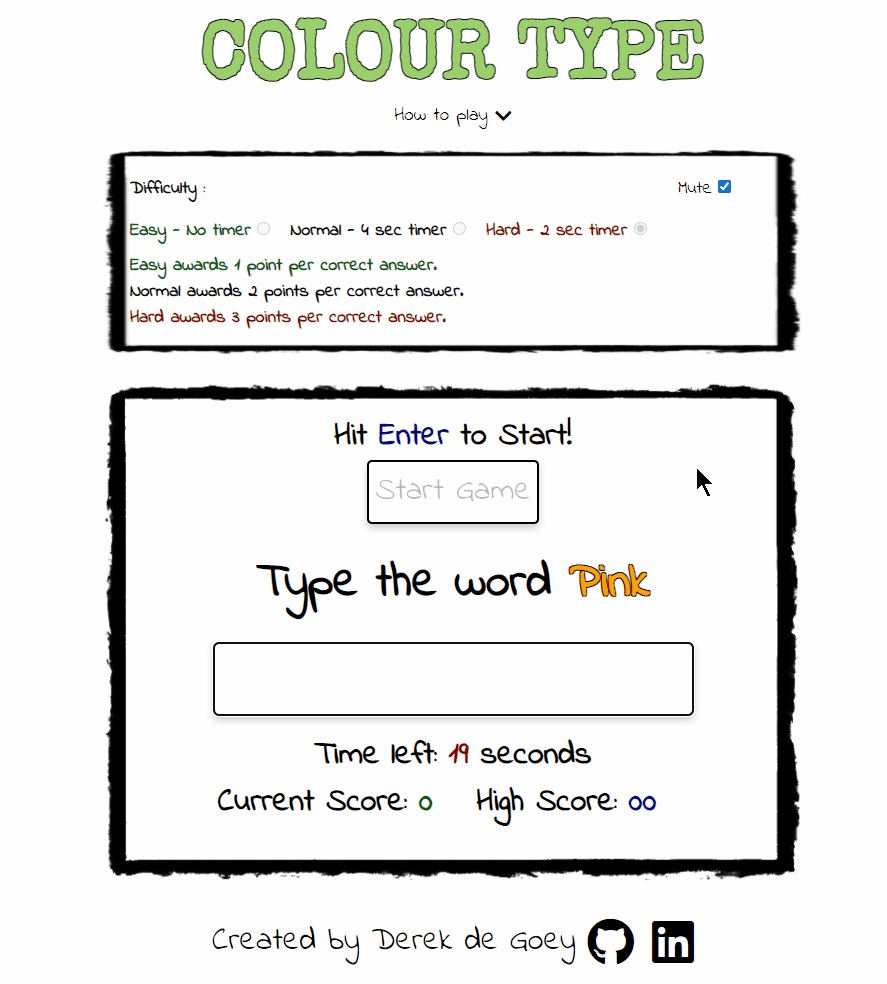 COLOUR TYPE
How to play
Difficulty :
Mute
Easy - No timer Normal - 4 sec timer Hard - 2 sec timer
Easy awards 1 point per correct answer.
Normal awards 2 points per correct answer.
Hard awards 3 points per correct answer.
Hit Enter to Start!
Start Game
Type the word Pink
Time left: 19 seconds
Current Score: 0 High Score: 00
Created by Derek de Goey
in